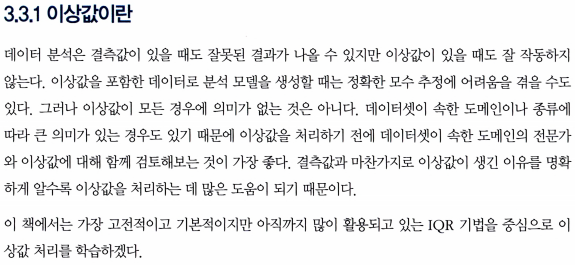 3.3.1 이상값이란
데이터 분석은 결측값이 있을 때도 잘못된 결과가 나올 수 있지만 이상값이 있을 때도 잘 작동하지
않는다. 이상값을 포함한 데이터로 분석 모델을 생성할 때는 정확한 모수 추정에 어려움을 겪을 수도
있다. 그러나 이상값이 모든 경우에 의미가 없는 것은 아니다. 데이터셋이 속한 도메인이나 종류에
따라 큰 의미가 있는 경우도 있기 때문에 이상값을 처리하기 전에 데이터셋이 속한 도메인의 전문가
와 이상값에 대해 함께 검토해보는 것이 가장 좋다. 결측값과 마찬가지로 이상값이 생긴 이유를 명확
하게 알수록 이상값을 처리하는 데 많은 도움이 되기 때문이다.
이 책에서는 가장 고전적이고 기본적이지만 아직까지 많이 활용되고 있는 IQR 기법을 중심으로 이
상값 처리를 학습하겠다.